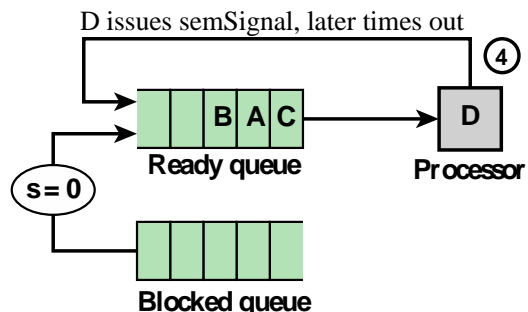 D issues semSignal, later times out
4
B A C
D
Ready queue
Processor
s = 0
Blocked queue